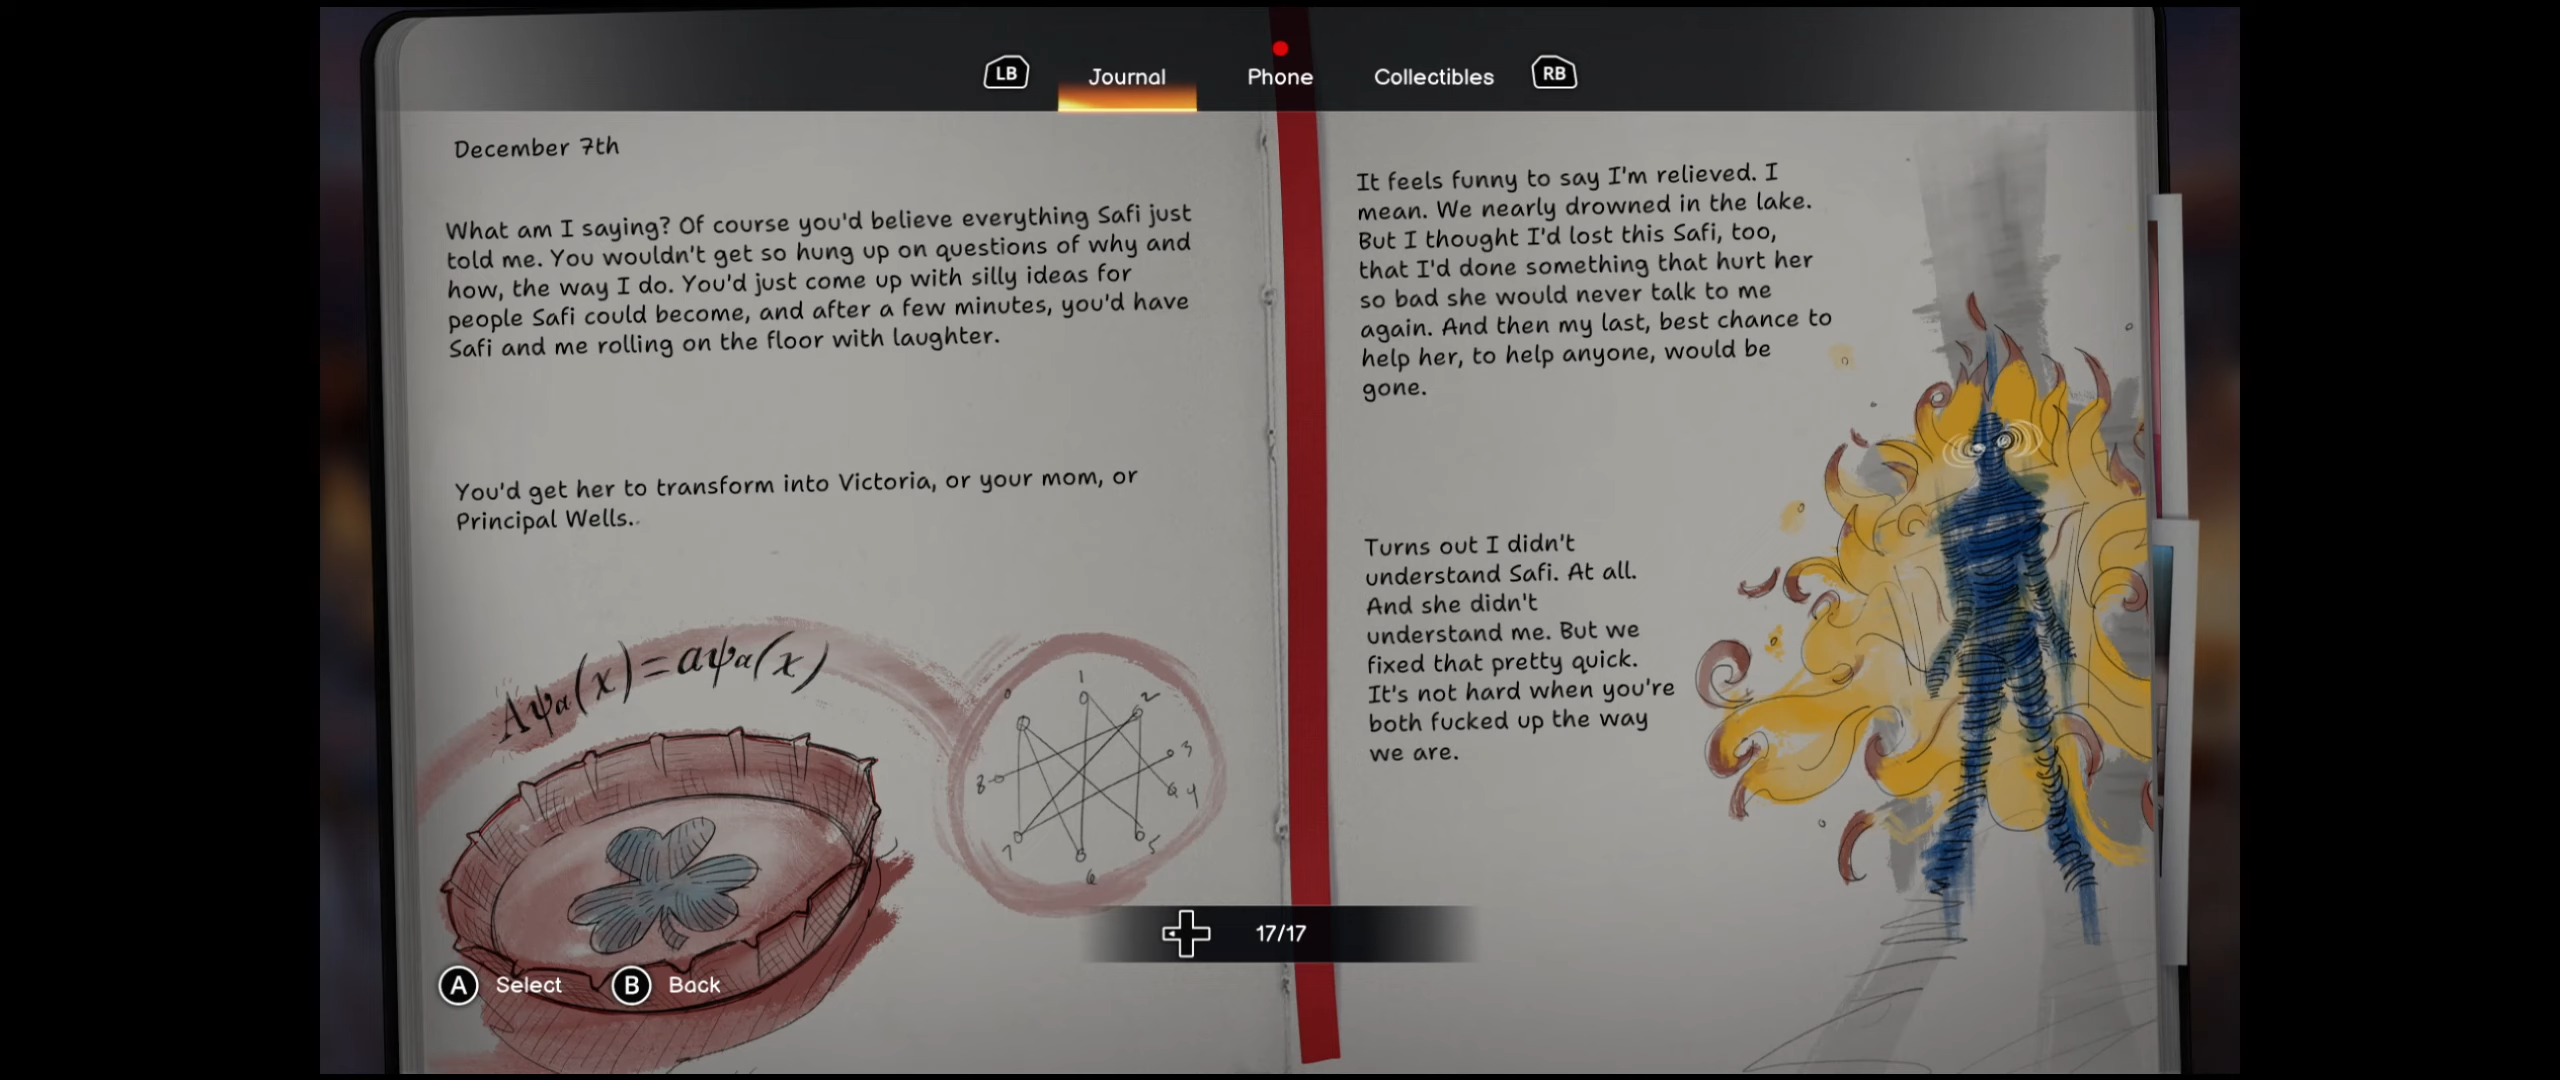 LB
Journal
Phone
Collectibles
RB
December 7th
What am I saying? Of course you'd believe everything Safi just
told me. You wouldn't get so hung up on questions of why and
how, the way I do. You'd just come up with silly ideas for
people Safi could become, and after a few minutes, you'd have
Safi and me rolling on the floor with laughter.
You'd get her to transform into Victoria, or your mom, or
Principal Wells.
Aψα(x)=aψα(x)
1
2
3
4
5
6
7
8
It feels funny to say I'm relieved. I
mean. We nearly drowned in the lake.
But I thought I'd lost this Safi, too,
that I'd done something that hurt her
so bad she would never talk to me
again. And then my last, best chance to
help her, to help anyone, would be
gone.
Turns out I didn't
understand Safi. At all.
And she didn't
understand me. But we
fixed that pretty quick.
It's not hard when you're
both fucked up the way
we are.
17/17
A Select B Back